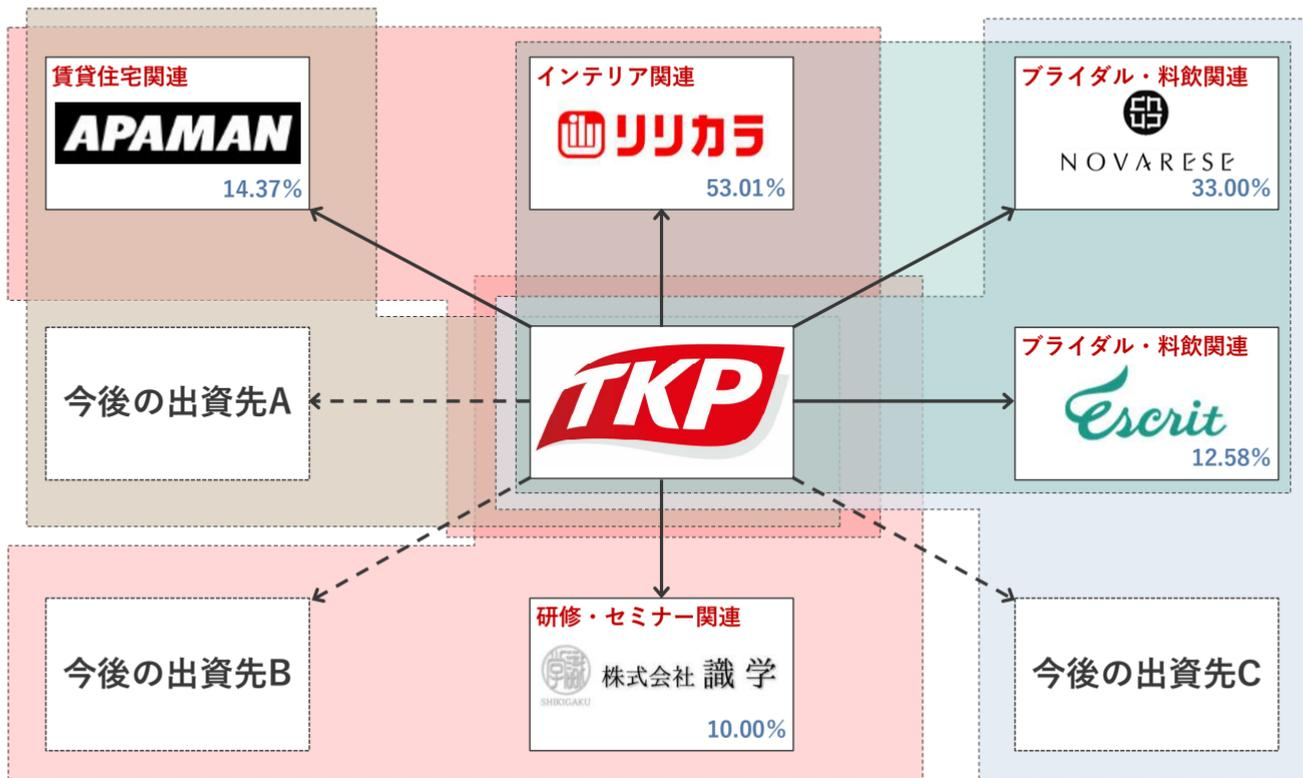 賃貸住宅関連
APAMAN
14.37%
インテリア関連
lily リリカラ
53.01%
ブライダル・料飲関連
NOVARESE
33.00%
今後の出資先A
TKP
ブライダル・料飲関連
Escrit
12.58%
今後の出資先B
研修・セミナー関連
識学
SHIKIGAKU
株式会社 識学
10.00%
今後の出資先C